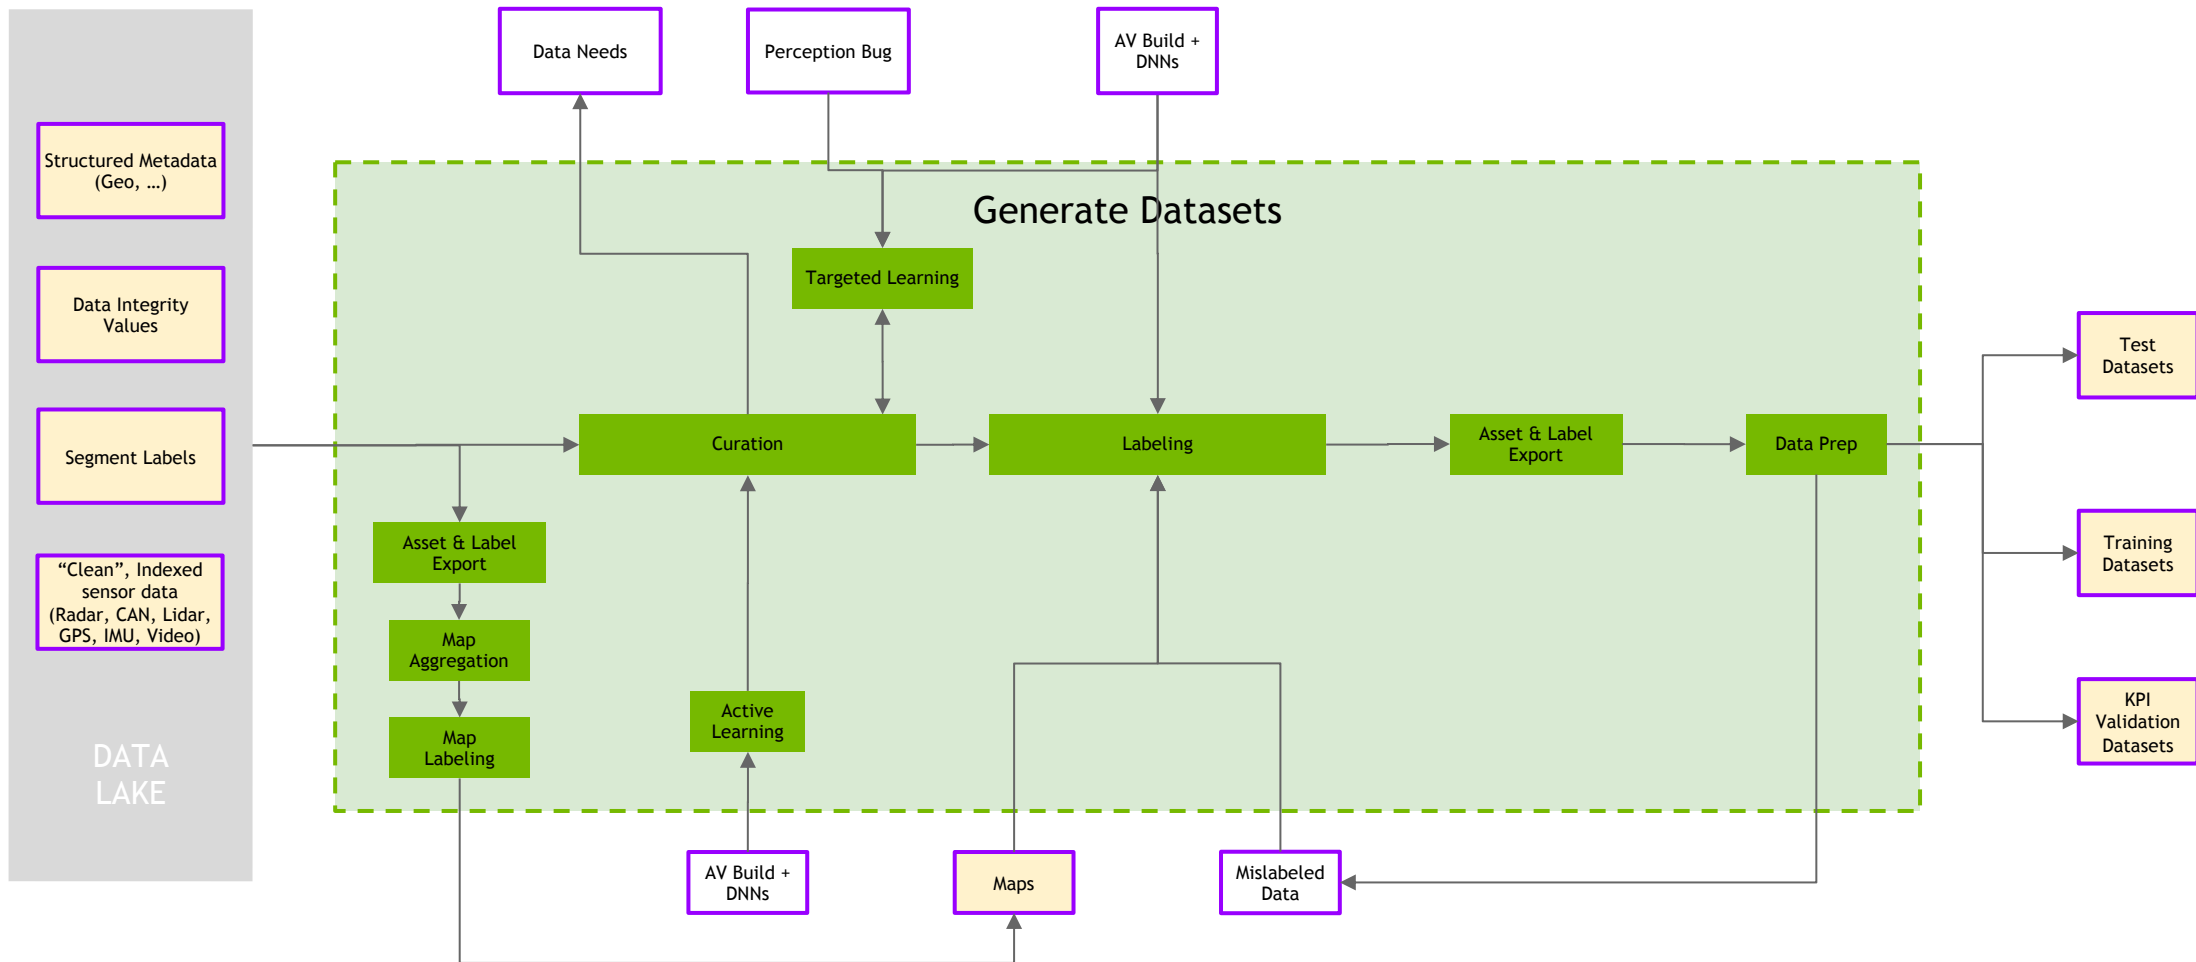 Data Needs
Perception Bug
AV Build +
DNNs
Structured Metadata
(Geo, …)
Generate Datasets
Targeted Learning
Data Integrity
Values
Test
Datasets
Segment Labels
Curation
Labeling
Asset & Label
Export
Data Prep
Asset & Label
Export
Training
Datasets
“Clean”, Indexed
sensor data
(Radar, CAN, Lidar,
GPS, IMU, Video)
Map
Aggregation
Active
Learning
KPI
Validation
Datasets
Map
Labeling
DATA
LAKE
AV Build +
DNNs
Maps
Mislabeled
Data